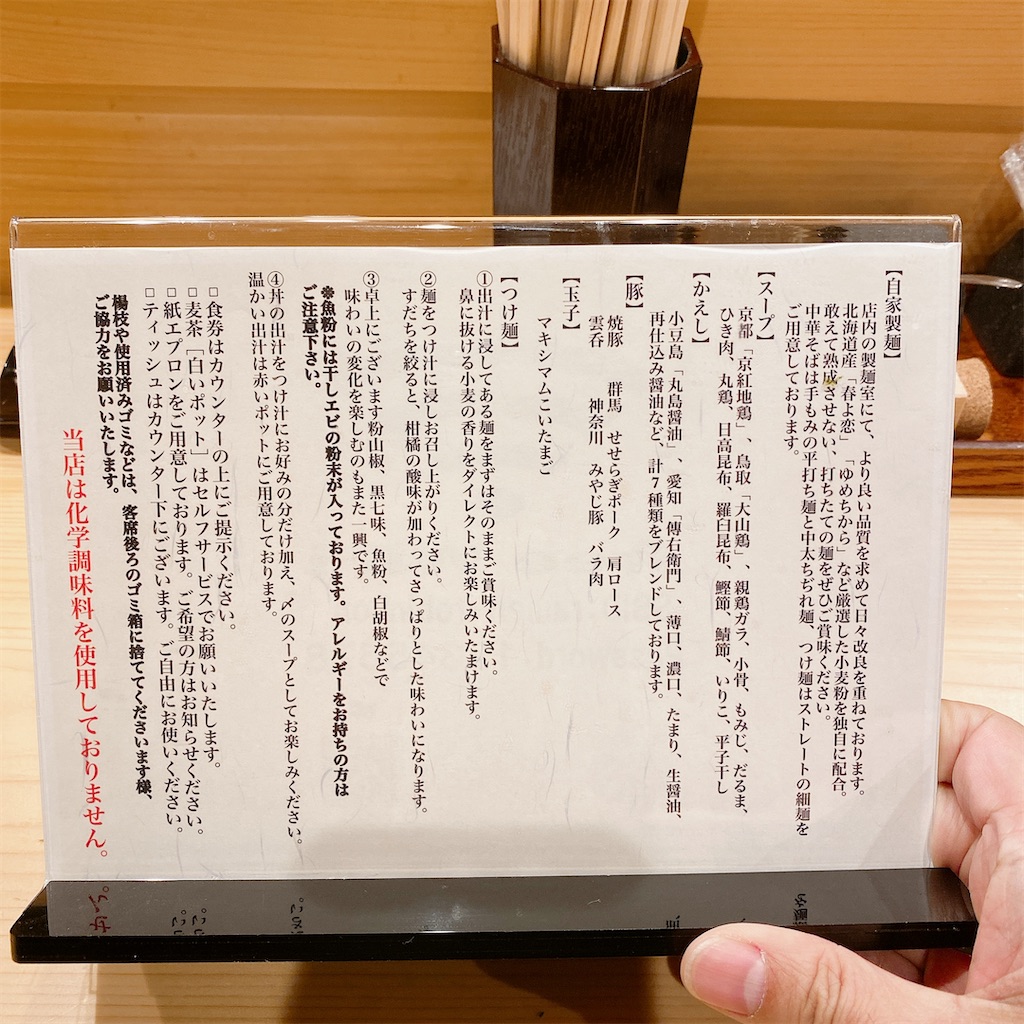 【自家製麺】
店内の製麺室にて、より良い品質を求めて日々改良を重ねております。
北海道産「春よ恋」「ゆめちから」など厳選した小麦粉を独自に配合。
敢えて熟成させない、打ちたての麺をぜひご賞味ください。
中華そばは手もみの平打ち麺と中太ちぢれ麺、つけ麺はストレートの細麺を
ご用意しております。
【スープ】
京都「京紅地鶏」、鳥取「大山鶏」、親鶏ガラ、小骨、もみじ、だるま、
ひき肉、丸鶏、日高昆布、羅臼昆布、鰹節、鯖節、いりこ、平子干し
【かえし】
小豆島「丸島醤油」、愛知「傳右衛門」、薄口、濃口、たまり、生醤油、
再仕込み醤油など、計7種類をブレンドしております。
【豚】
焼豚 群馬 せせらぎポーク 肩ロース
雲呑 神奈川 みやじ豚 バラ肉
【玉子】
マキシマムこいたまご
【つけ麺】
①出汁に浸してある麺をまずはそのままご賞味ください。
鼻に抜ける小麦の香りをダイレクトにお楽しみいたまけます。
②麺をつけ汁に浸しお召し上がりください。
すだちを絞ると、柑橘の酸味が加わってさっぱりとした味わいになります。
③卓上にございます粉山椒、黒七味、魚粉、白胡椒などで
味わいの変化を楽しむのもまた一興です。
※魚粉には干しエビの粉末が入っております。アレルギーをお持ちの方は
ご注意下さい。
④丼の出汁をつけ汁にお好みの分だけ加え、〆のスープとしてお楽しみください。
温かい出汁は赤いポットにご用意しております。
□食券はカウンターの上にご提示ください。
□麦茶［白いポット］はセルフサービスでお願いいたします。
□紙エプロンをご用意しております。ご希望の方はお知らせください。
□ティッシュはカウンター下にございます。ご自由にお使いください。
楊枝や使用済みゴミなどは、客席後ろのゴミ箱に捨ててくださいます様、
ご協力をお願いいたします。
当店は化学調味料を使用しておりません。